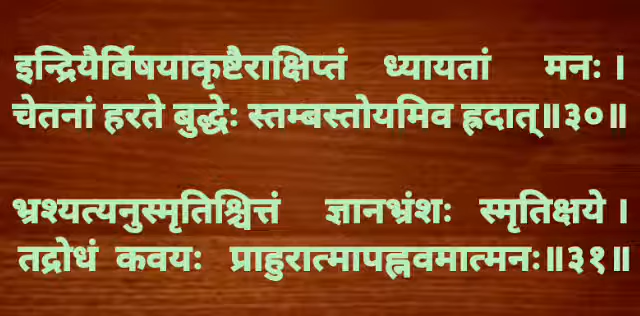 इन्द्रियैर्विषयाकृष्टैराक्षिप्तं ध्यायतां मनः ।
चेतनां हरते बुद्धेः स्तम्बस्तोयमिव ह्रदात्॥३०॥
भ्रश्यत्यनुस्मृतिश्चित्तं ज्ञानभ्रंशः स्मृतिक्षये ।
तद्रोधं कवयः प्राहुरात्मापह्नवमात्मनः॥३१॥